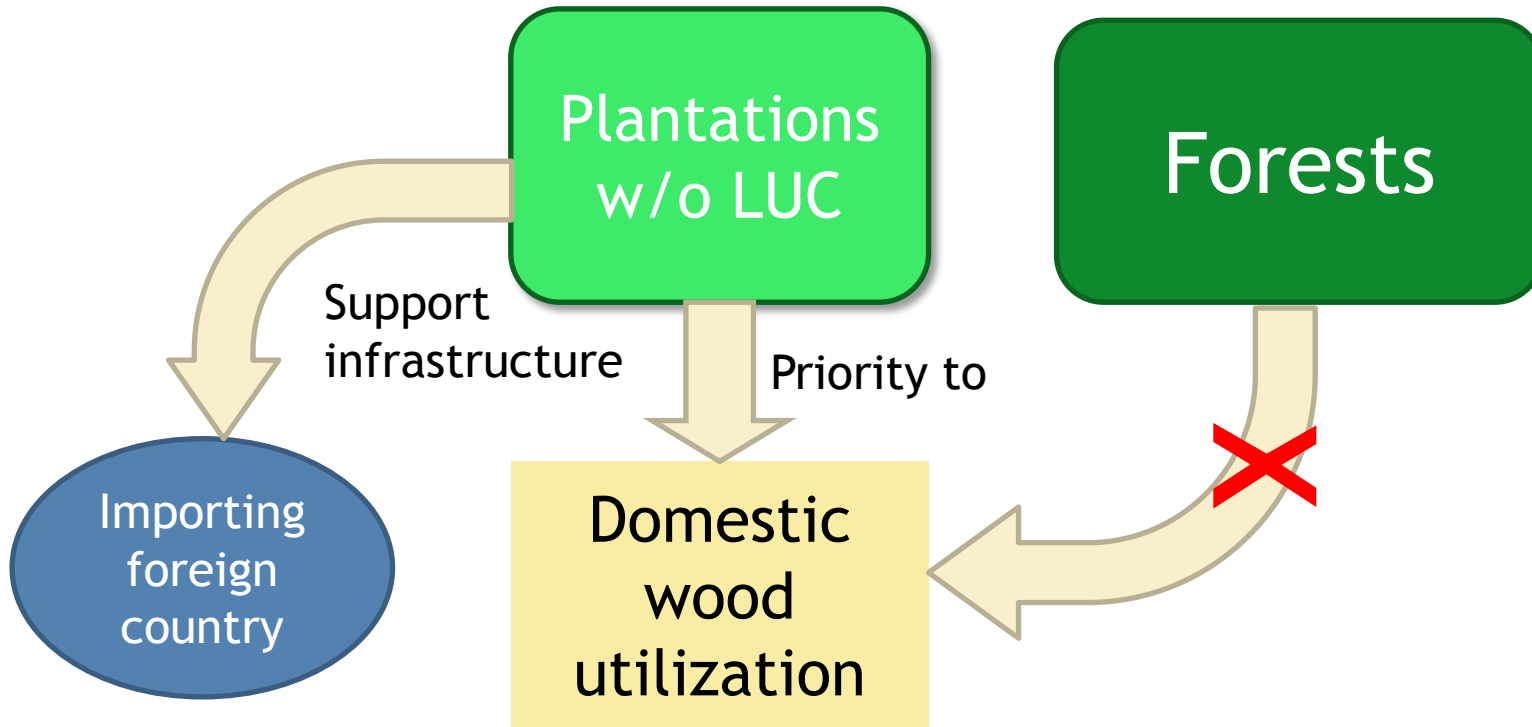 Plantations
w/o LUC
Forests
Support
infrastructure
Priority to
Importing
foreign
country
Domestic
wood
utilization